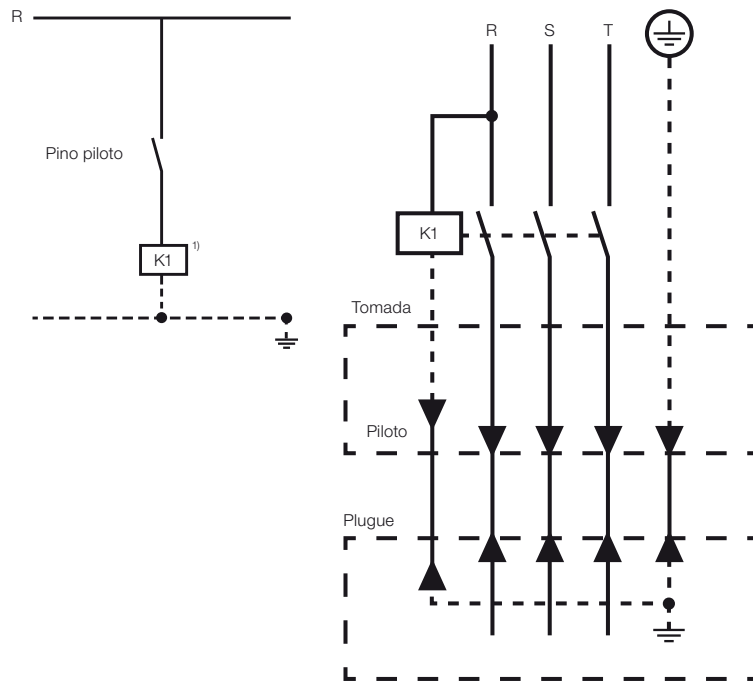 R
Pino piloto
K1 1)
R S T
K1
Tomada
Piloto
Plugue